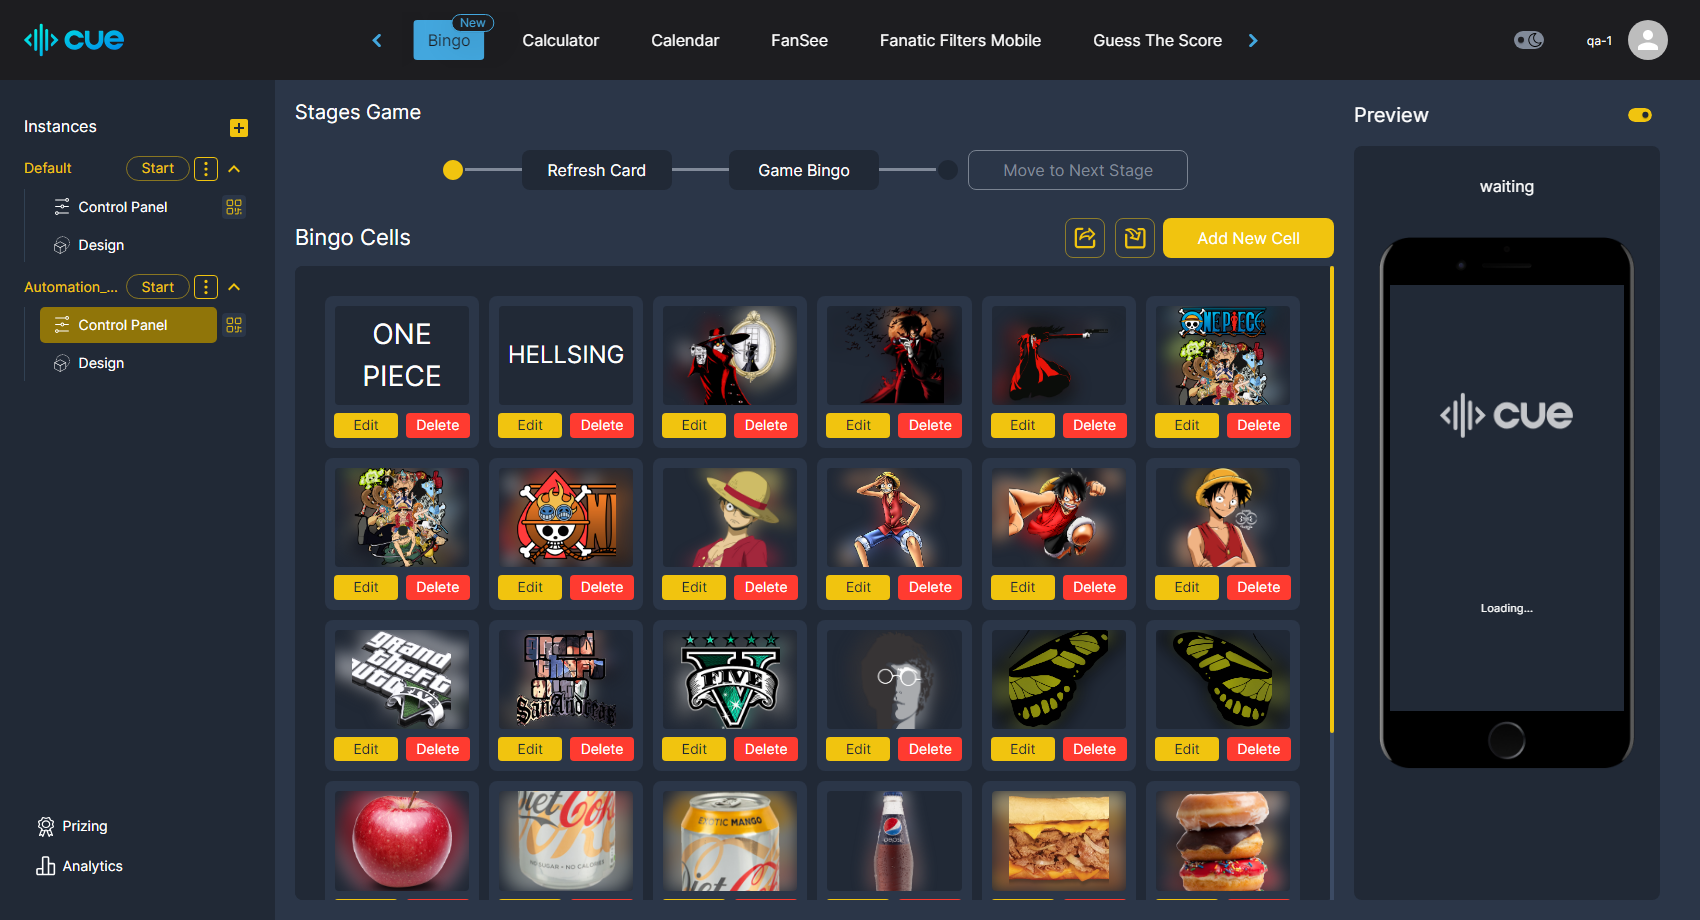 cue
New
Bingo
Calculator
Calendar
FanSee
Fanatic Filters Mobile
Guess The Score
qa-1
Instances
Default
Start
Control Panel
Design
Automation_...
Start
Control Panel
Design
Prizing
Analytics
Stages Game
Refresh Card
Game Bingo
Move to Next Stage
Bingo Cells
Add New Cell
ONE
PIECE
HELLSING
ONE PIECE
Edit Delete Edit Delete Edit Delete Edit Delete Edit Delete Edit Delete
Edit Delete Edit Delete Edit Delete Edit Delete Edit Delete Edit Delete
grand
theft
grand
theft
auto
SanAndreas
FIVE
Edit Delete Edit Delete Edit Delete Edit Delete Edit Delete Edit Delete
Diet
Coke
NO SUGAR • NO CALORIES
EXOTIC MANGO
Diet Coke
pepsi
Preview
waiting
cue
Loading...